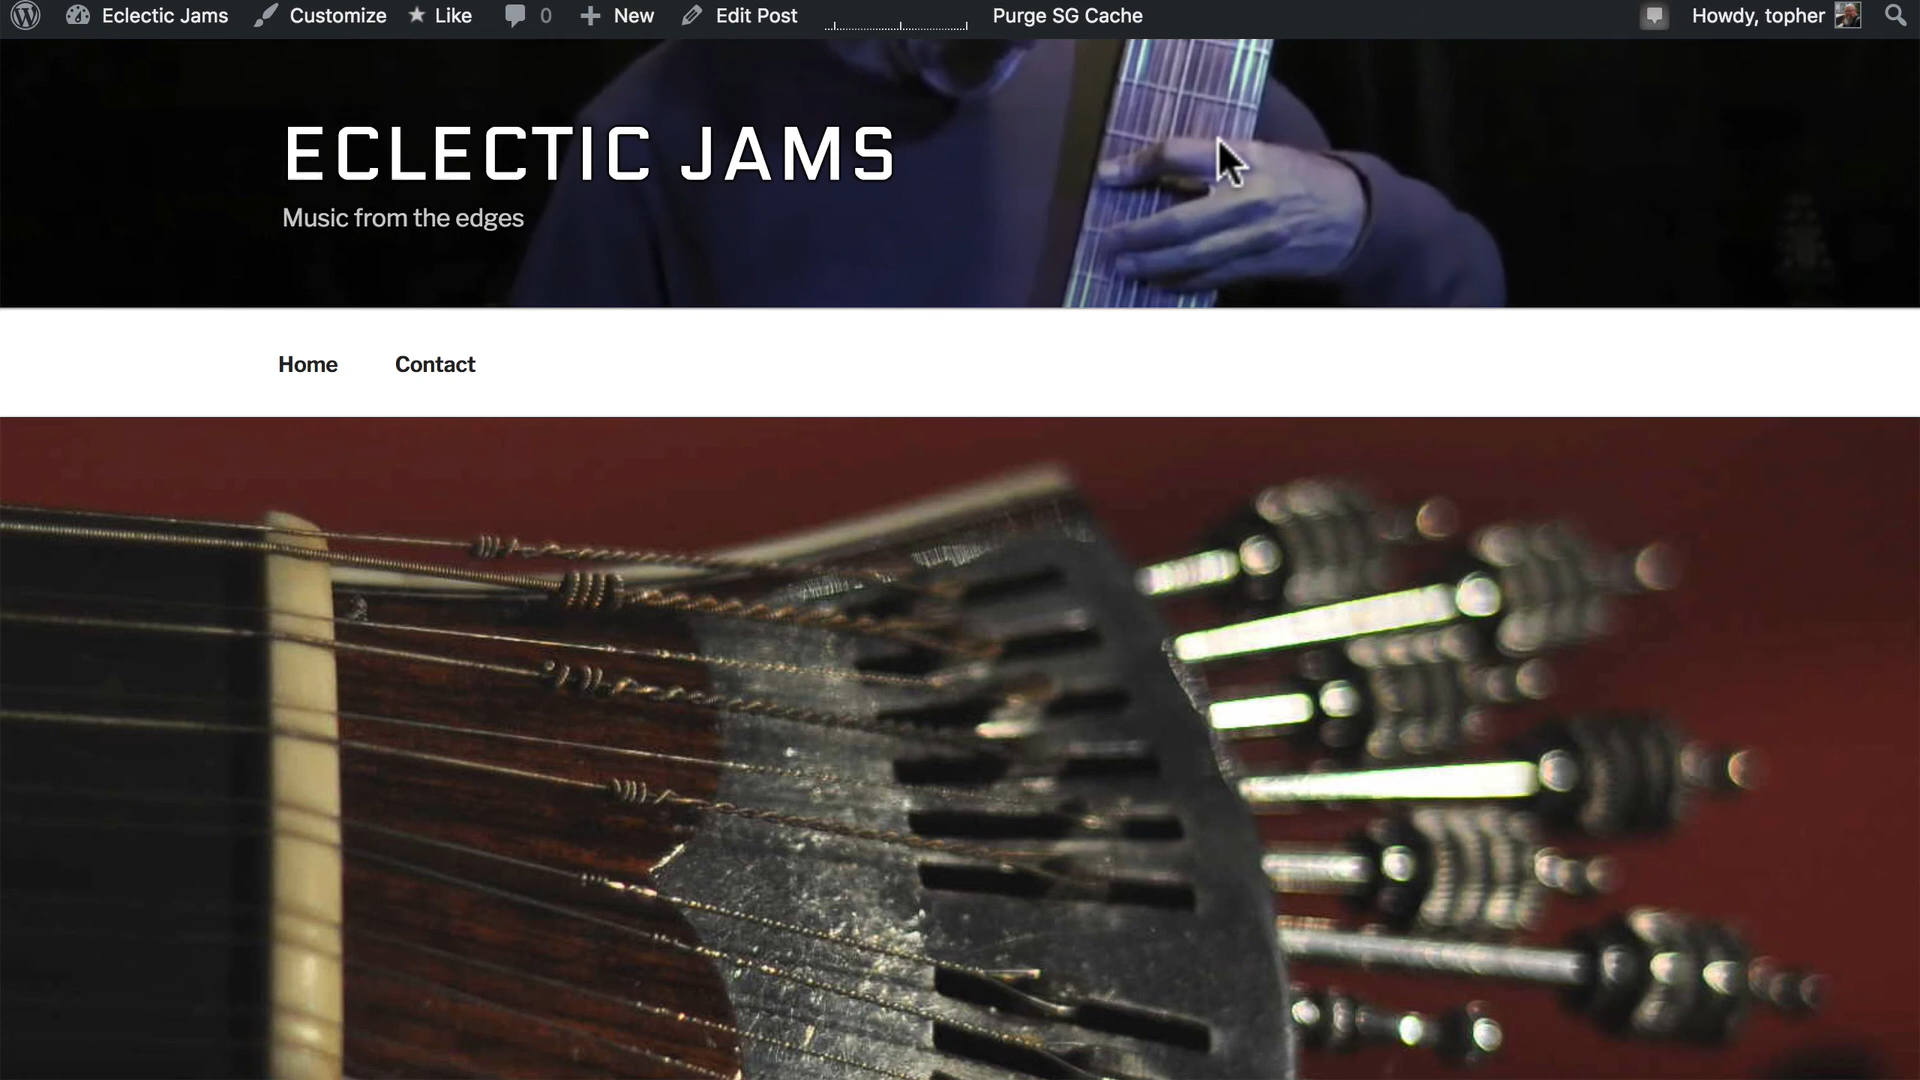 Eclectic Jams Customize Like 0 New Edit Post Purge SG Cache Howdy, topher
ECLECTIC JAMS
Music from the edges
Home Contact